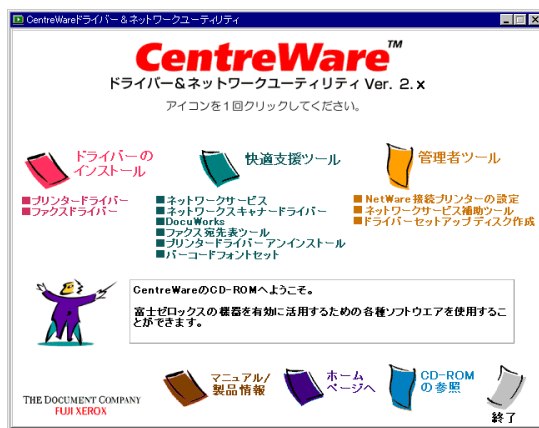 CentreWareドライバー＆ネットワークユーティリティ
CentreWare™
ドライバー&ネットワークユーティリティ Ver. 2.x
アイコンを1回クリックしてください。
ドライバーの
インストール
■プリンタードライバー
■ファクスドライバー
快適支援ツール
■ネットワークサービス
■ネットワークスキャナードライバー
■DocuWorks
■ファクス宛先表ツール
■プリンタードライバーアンインストール
■バーコードフォントセット
管理者ツール
■NetWare接続プリンターの設定
■ネットワークサービス補助ツール
■ドライバーセットアップディスク作成
CentreWareのCD-ROMへようこそ。
富士ゼロックスの機器を有効に活用するための各種ソフトウエアを使用するこ
とができます。
THE DOCUMENT COMPANY
FUJI XEROX
マニュアル/
製品情報
ホーム
ページへ
CD-ROM
の参照
終了